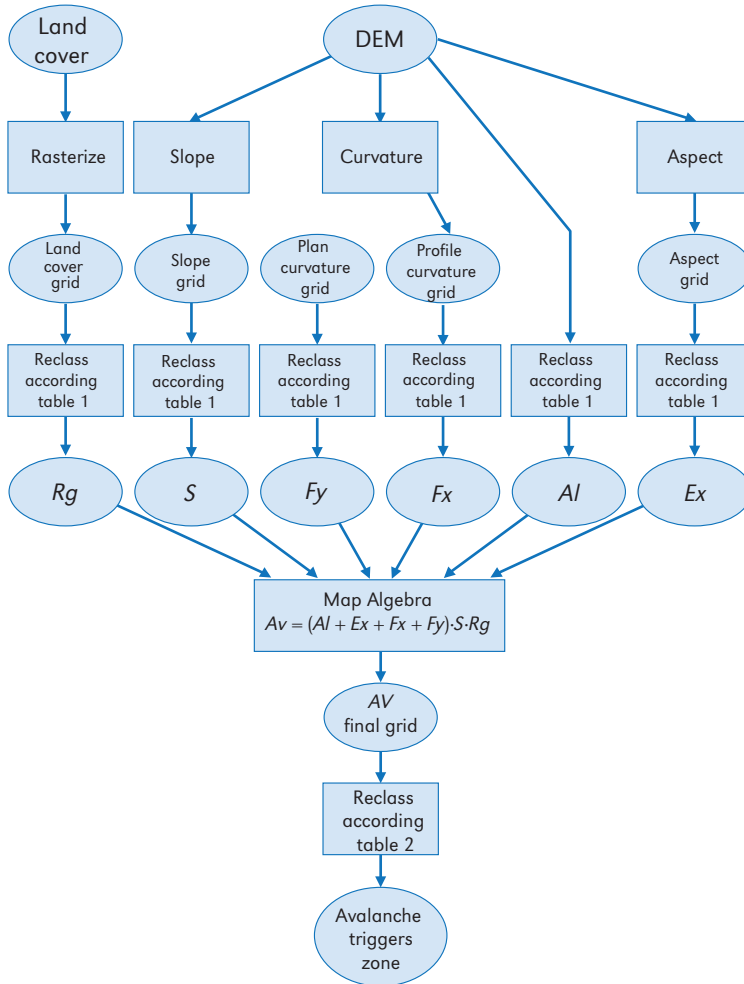 Land
cover
DEM
Rasterize
Slope
Curvature
Aspect
Land
cover
grid
Slope
grid
Plan
curvature
grid
Profile
curvature
grid
Aspect
grid
Reclass
according
table 1
Reclass
according
table 1
Reclass
according
table 1
Reclass
according
table 1
Reclass
according
table 1
Reclass
according
table 1
Rg
S
Fy
Fx
Al
Ex
Map Algebra
Av = (Al + Ex + Fx + Fy)·S·Rg
AV
final grid
Reclass
according
table 2
Avalanche
triggers
zone